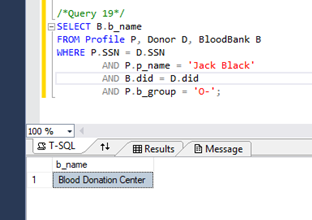 /*Query 19*/
SELECT B.b_name
FROM Profile P, Donor D, BloodBank B
WHERE P.SSN = D.SSN
AND P.p_name = 'Jack Black'
AND B.did = D.did
AND P.b_group = 'O-';
100 %
T-SQL
Results
Message
b_name
1 Blood Donation Center